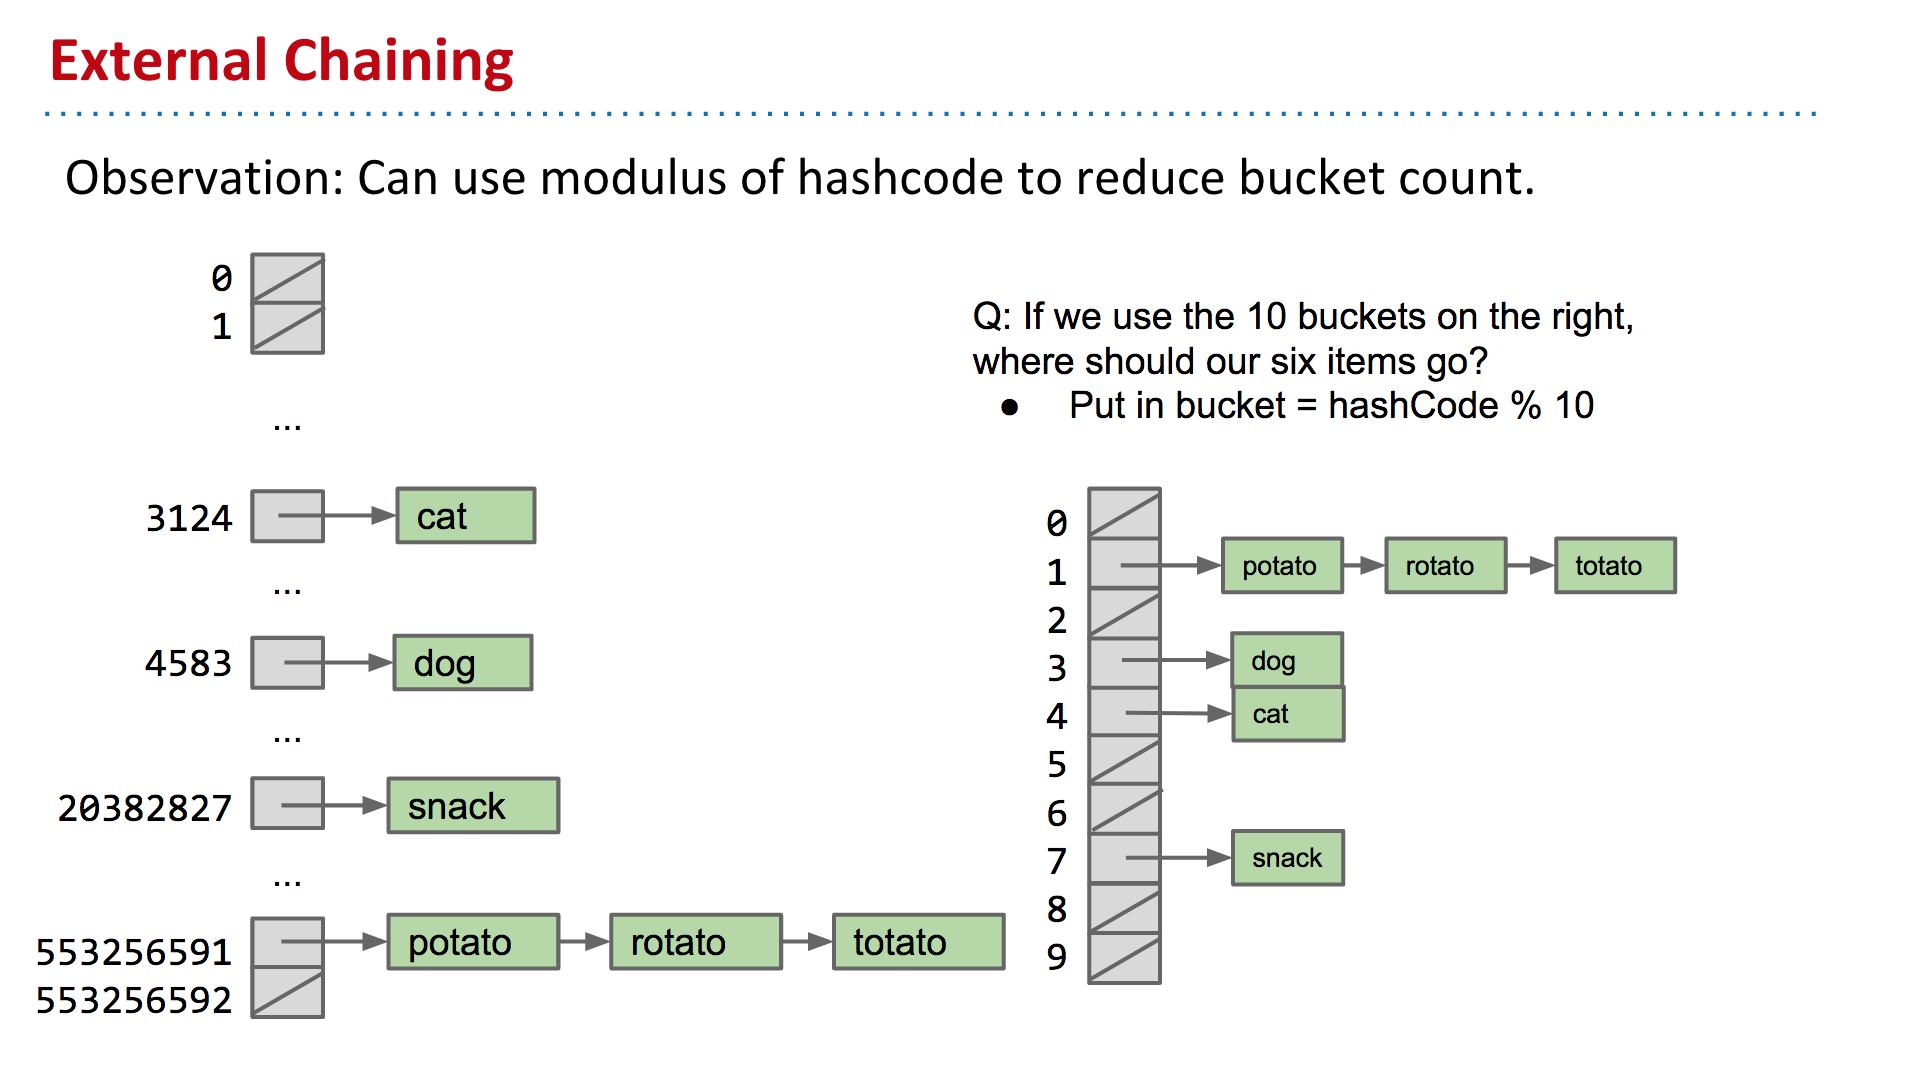 External Chaining
Observation: Can use modulus of hashcode to reduce bucket count.
0
1
...
3124 cat
...
4583 dog
...
20382827 snack
...
553256591 potato rotato totato
553256592
Q: If we use the 10 buckets on the right,
where should our six items go?
● Put in bucket = hashCode % 10
0
1 potato rotato totato
2
3 dog
4 cat
5
6
7 snack
8
9